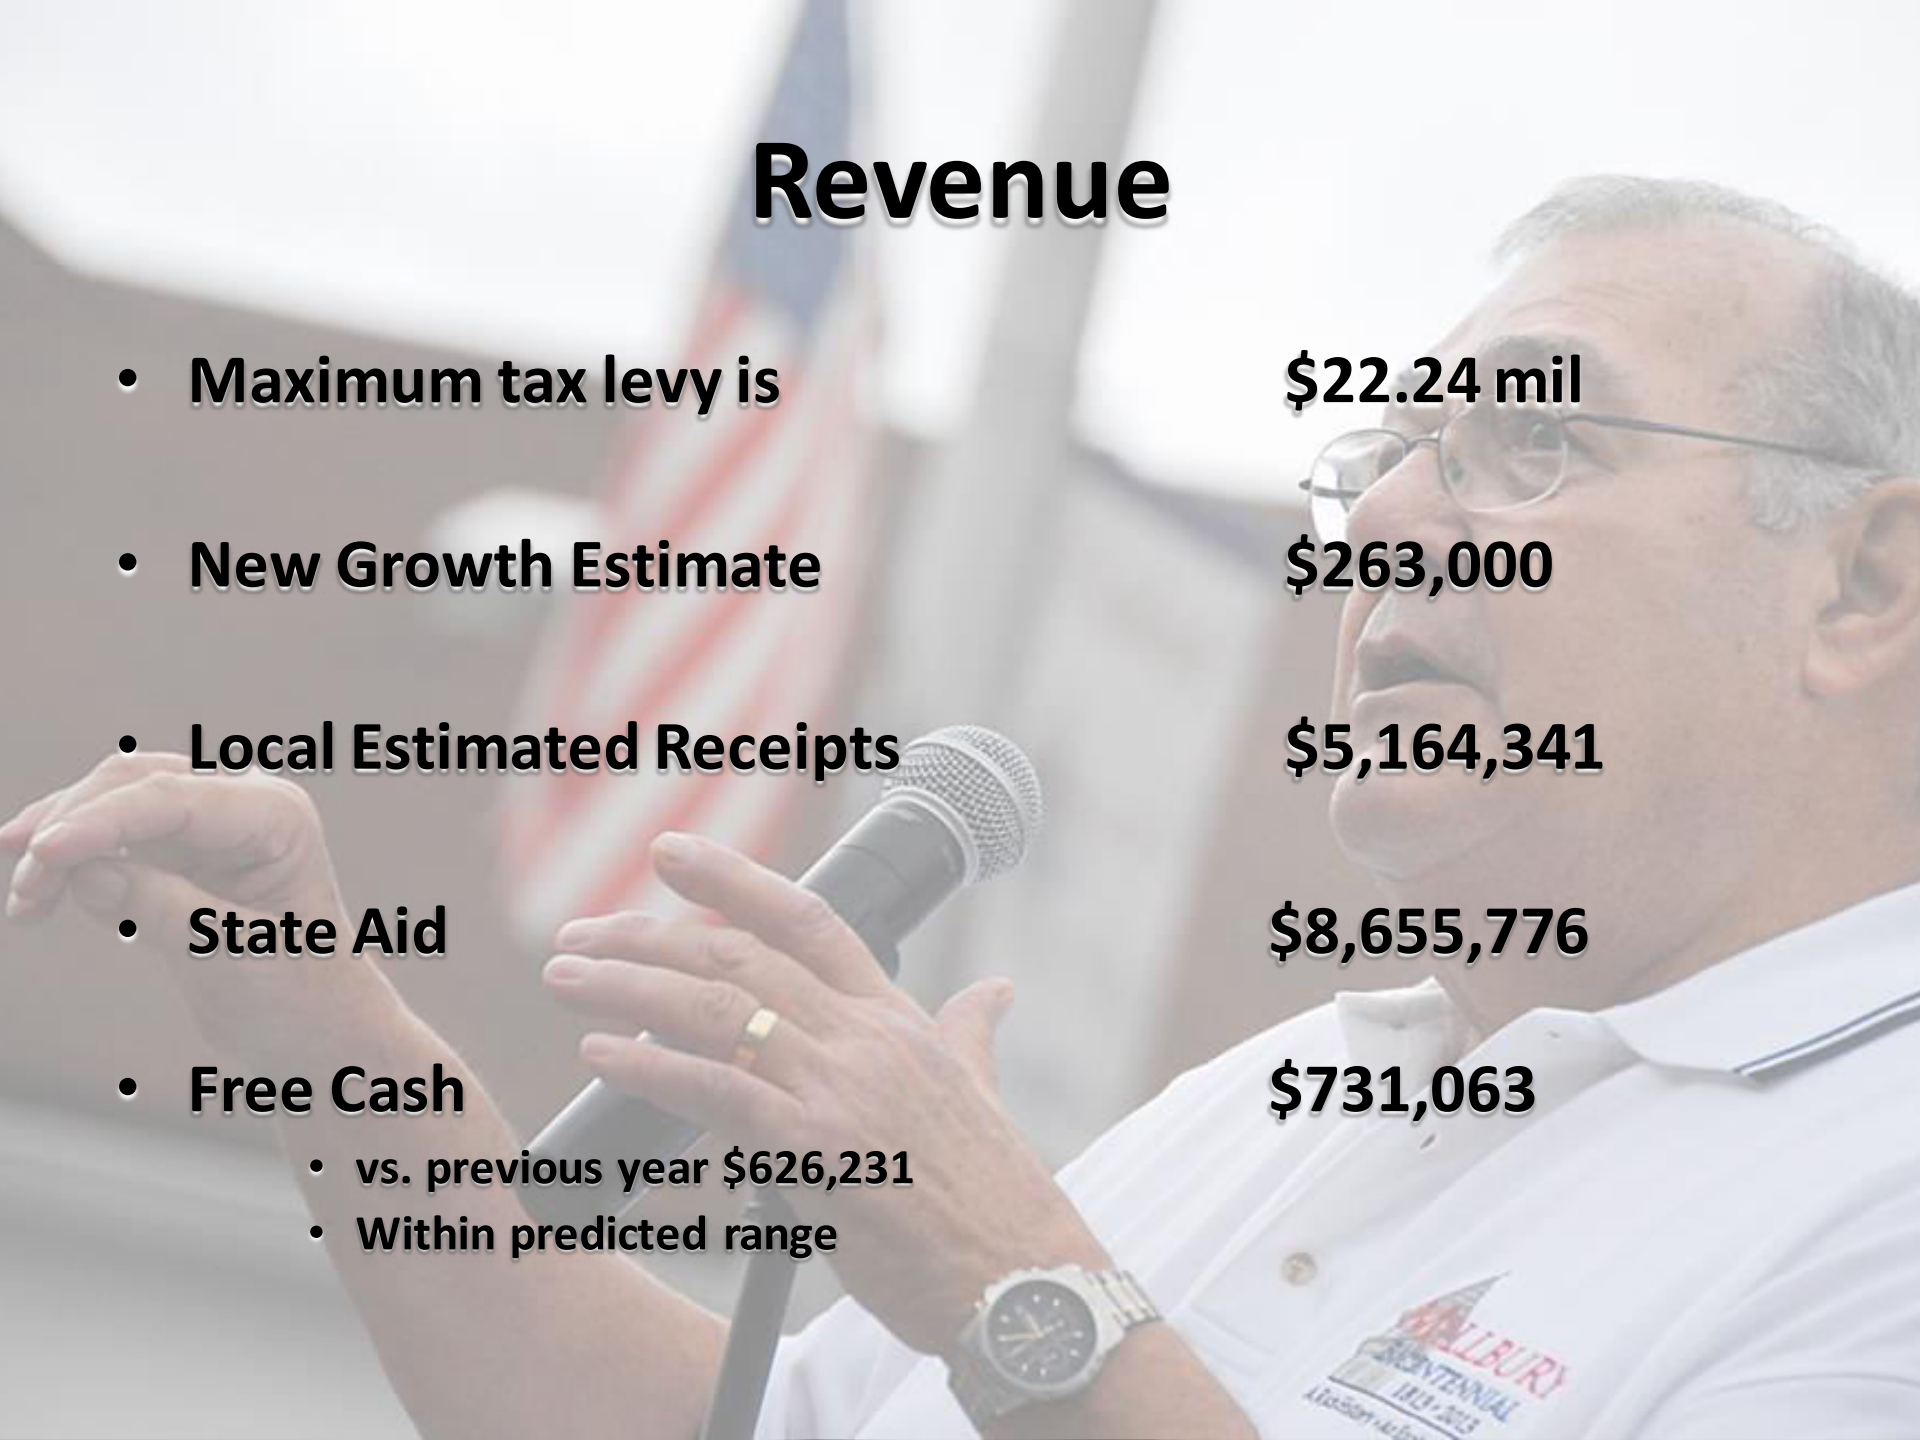 Revenue
• Maximum tax levy is $22.24 mil
• New Growth Estimate $263,000
• Local Estimated Receipts $5,164,341
• State Aid $8,655,776
• Free Cash $731,063
• vs. previous year $626,231
• Within predicted range
MILLBURY
BICENTENNIAL
1813 • 2013